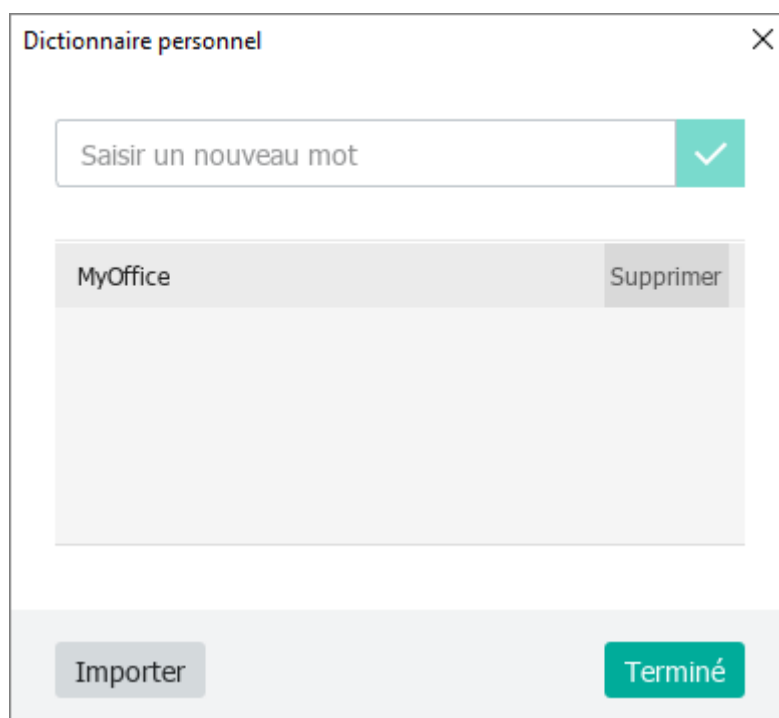 Dictionnaire personnel
Saisir un nouveau mot
MyOffice Supprimer
Importer Terminé